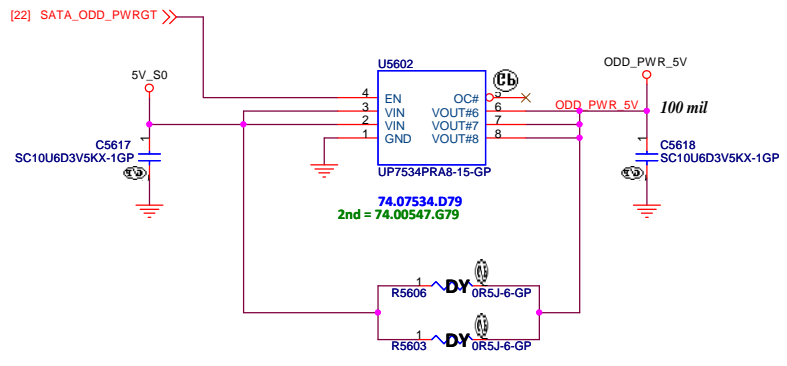 [22] SATA_ODD_PWRGT
5V_S0
U5602
ODD_PWR_5V
4 EN OC# 5
3 VIN VOUT#6 6 ODD_PWR_5V 100 mil
2 VIN VOUT#7 7
1 GND VOUT#8 8
1
C5617
SC10U6D3V5KX-1GP
1
C5618
SC10U6D3V5KX-1GP
UP7534PRA8-15-GP
74.07534.D79
2nd = 74.00547.G79
1 DY
R5606 0R5J-6-GP
1 DY
R5603 0R5J-6-GP